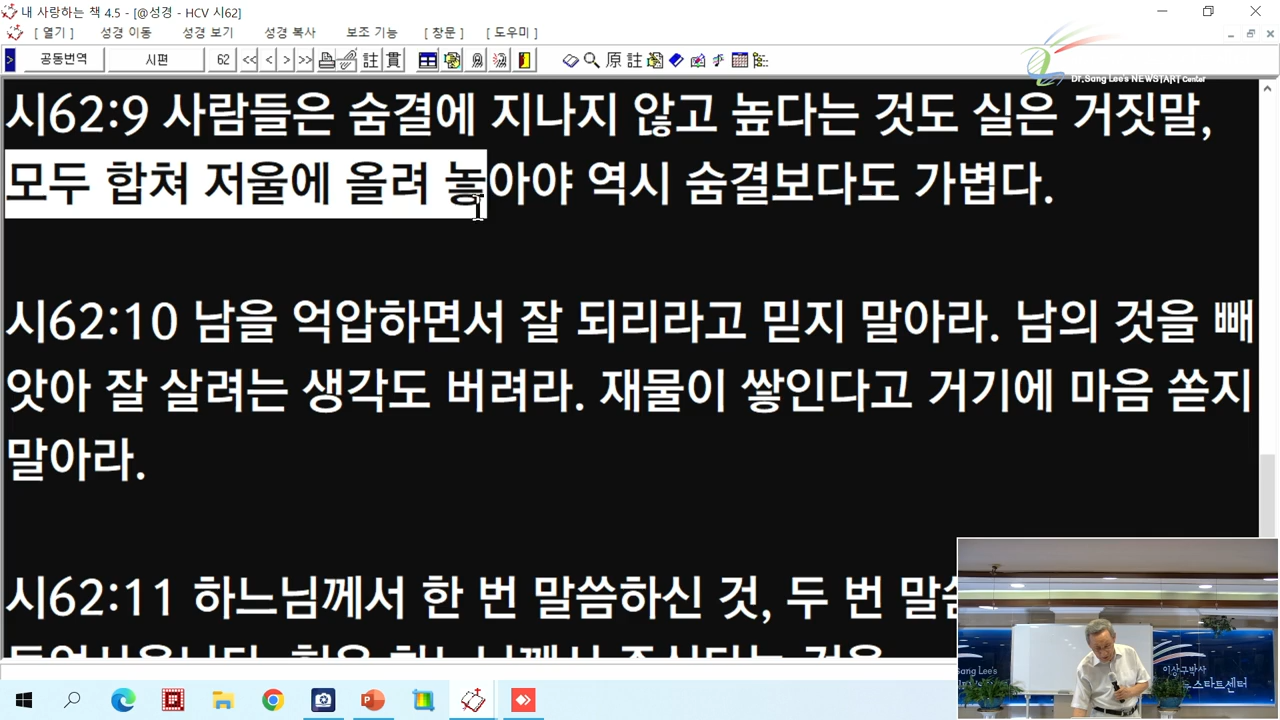 내 사랑하는 책 4.5 - [@성경 - HCV 시62]
[ 열기 ] 성경 이동 성경 보기 성경 복사 보조 기능 [ 창문 ] [ 도우미 ]
공동번역 시편 62 << < > >> 註 貫 原 註
Dr.Sang Lee's NEWSTART Center
시62:9 사람들은 숨결에 지나지 않고 높다는 것도 실은 거짓말,
모두 합쳐 저울에 올려 놓아야 역시 숨결보다도 가볍다.
시62:10 남을 억압하면서 잘 되리라고 믿지 말아라. 남의 것을 빼
앗아 잘 살려는 생각도 버려라. 재물이 쌓인다고 거기에 마음 쏟지
말아라.
시62:11 하느님께서 한 번 말씀하신 것, 두 번 말씀
ang Lee's
이상구박사
뉴스타트센터